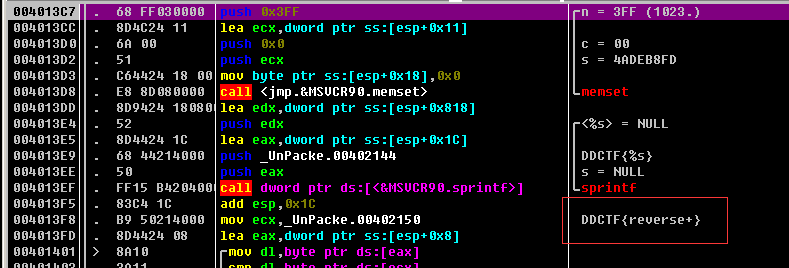 004013C7 . 68 FF030000 push 0x3FF n = 3FF (1023.)
004013CC . 8D4C24 11 lea ecx,dword ptr ss:[esp+0x11]
004013D0 . 6A 00 push 0x0 c = 00
004013D2 . 51 push ecx s = 4ADEB8FD
004013D3 . C64424 18 00 mov byte ptr ss:[esp+0x18],0x0
004013D8 . E8 8D080000 call <jmp.&MSVCR90.memset> memset
004013DD . 8D9424 18080 lea edx,dword ptr ss:[esp+0x818]
004013E4 . 52 push edx <%s> = NULL
004013E5 . 8D4424 1C lea eax,dword ptr ss:[esp+0x1C]
004013E9 . 68 44214000 push _UnPacke.00402144 DDCTF{%s}
004013EE . 50 push eax s = NULL
004013EF . FF15 B4204000 call dword ptr ds:[<&MSVCR90.sprintf>] sprintf
004013F5 . 83C4 1C add esp,0x1C
004013F8 . B9 50214000 mov ecx,_UnPacke.00402150 DDCTF{reverse+}
004013FD . 8D4424 08 lea eax,dword ptr ss:[esp+0x8]
00401401 > 8A10 mov dl,byte ptr ds:[eax]